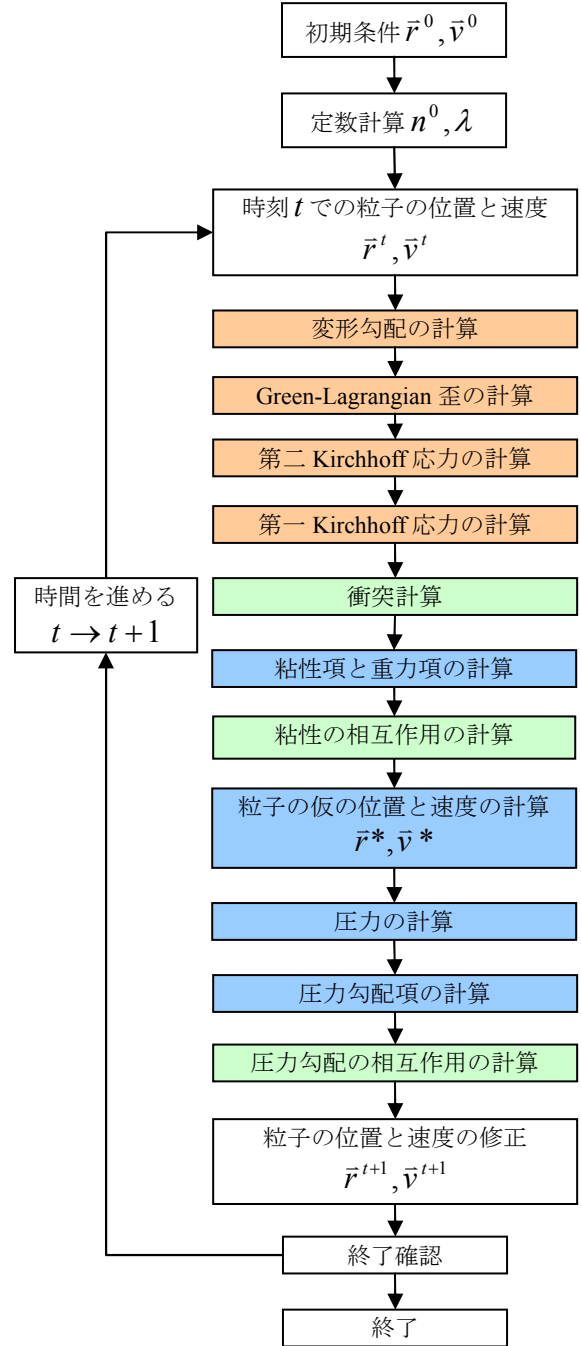 初期条件 r̄⁰, v̄⁰
定数計算 n⁰, λ
時刻 t での粒子の位置と速度
r̄ᵗ, v̄ᵗ
変形勾配の計算
Green-Lagrangian 歪の計算
第二 Kirchhoff 応力の計算
第一 Kirchhoff 応力の計算
衝突計算
時間を進める
t → t + 1
粘性項と重力項の計算
粘性の相互作用の計算
粒子の仮の位置と速度の計算
r̄*, v̄*
圧力の計算
圧力勾配項の計算
圧力勾配の相互作用の計算
粒子の位置と速度の修正
r̄ᵗ⁺¹, v̄ᵗ⁺¹
終了確認
終了